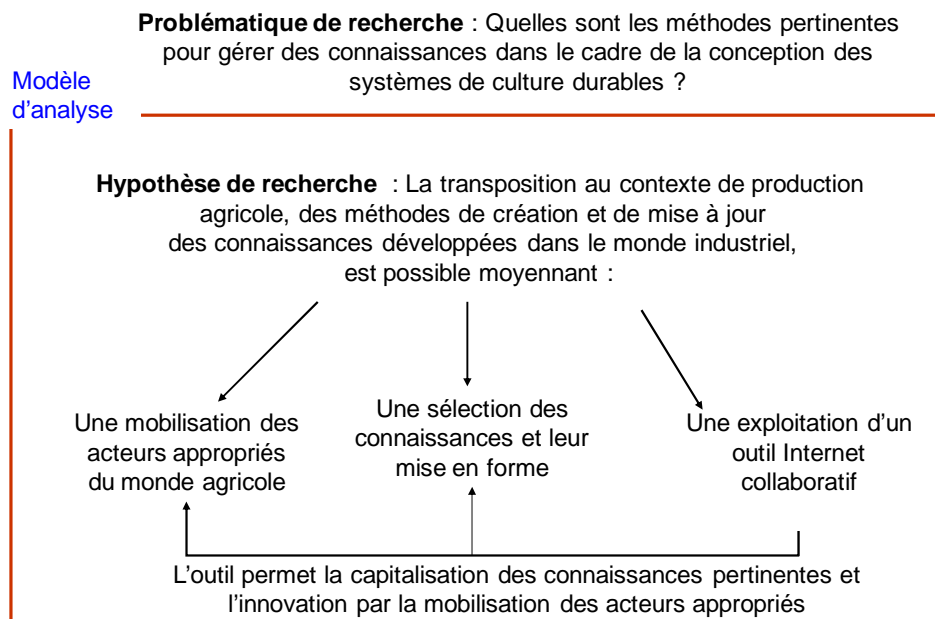 Problématique de recherche : Quelles sont les méthodes pertinentes
pour gérer des connaissances dans le cadre de la conception des
systèmes de culture durables ?
Modèle
d'analyse
Hypothèse de recherche : La transposition au contexte de production
agricole, des méthodes de création et de mise à jour
des connaissances développées dans le monde industriel,
est possible moyennant :
Une mobilisation des
acteurs appropriés
du monde agricole
Une sélection des
connaissances et leur
mise en forme
Une exploitation d'un
outil Internet
collaboratif
L'outil permet la capitalisation des connaissances pertinentes et
l'innovation par la mobilisation des acteurs appropriés